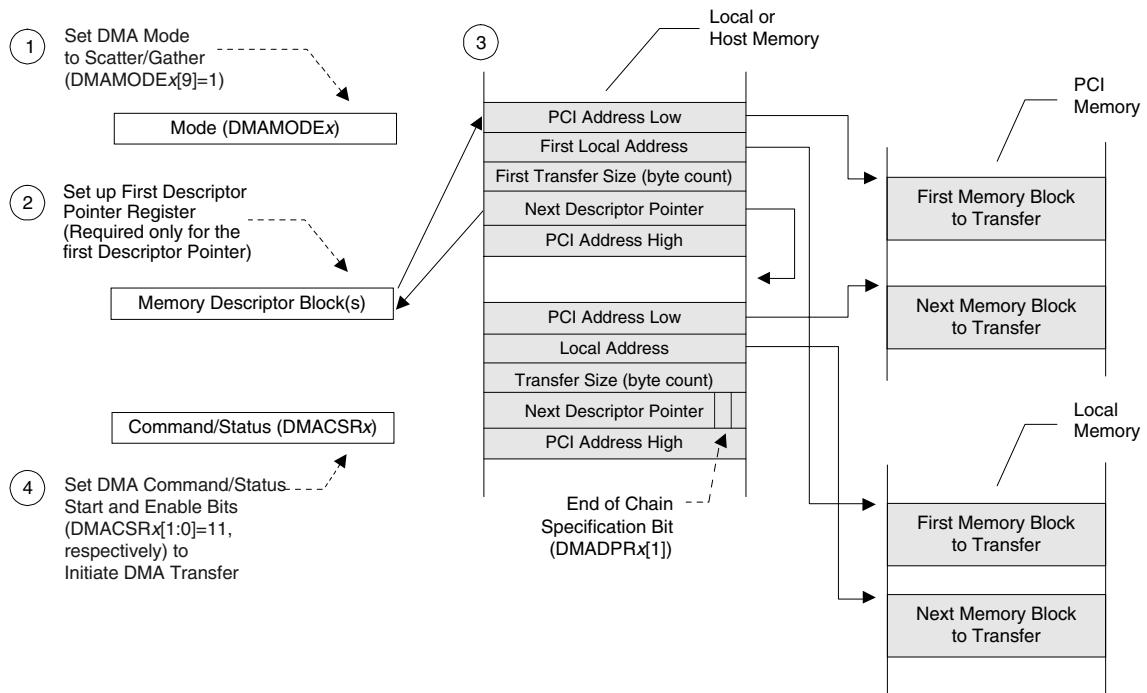 1
Set DMA Mode
to Scatter/Gather
(DMAMODEx[9]=1)
Mode (DMAMODEx)
2
Set up First Descriptor
Pointer Register
(Required only for the
first Descriptor Pointer)
Memory Descriptor Block(s)
Command/Status (DMACSRx)
4
Set DMA Command/Status
Start and Enable Bits
(DMACSRx[1:0]=11,
respectively) to
Initiate DMA Transfer
3
Local or
Host Memory
PCI Address Low
First Local Address
First Transfer Size (byte count)
Next Descriptor Pointer
PCI Address High
PCI Address Low
Local Address
Transfer Size (byte count)
Next Descriptor Pointer
PCI Address High
End of Chain
Specification Bit
(DMADPRx[1])
PCI
Memory
First Memory Block
to Transfer
Next Memory Block
to Transfer
Local
Memory
First Memory Block
to Transfer
Next Memory Block
to Transfer